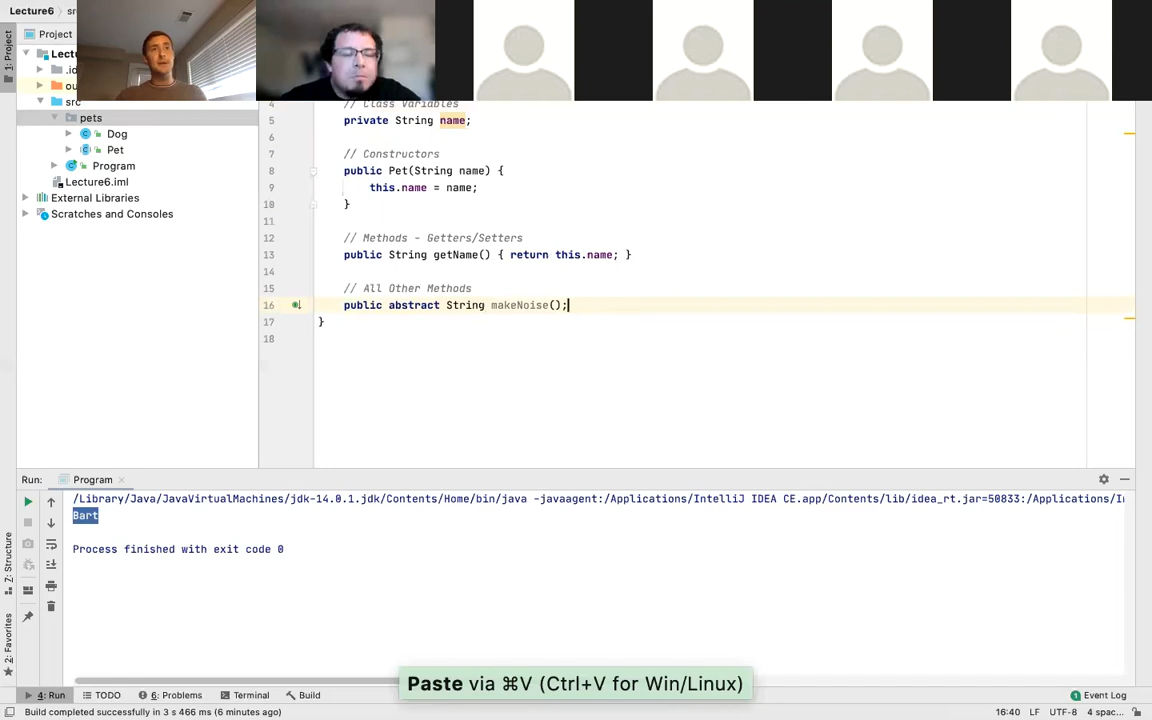 Lecture6
Project
1: Project
src
pets
Dog
Pet
Program
Lecture6.iml
External Libraries
Scratches and Consoles
4 // Class Variables
5 private String name;
6
7 // Constructors
8 public Pet(String name) {
9 this.name = name;
10 }
11
12 // Methods - Getters/Setters
13 public String getName() { return this.name; }
14
15 // All Other Methods
16 public abstract String makeNoise();
17 }
18
Run: Program
/Library/Java/JavaVirtualMachines/jdk-14.0.1.jdk/Contents/Home/bin/java -javaagent:/Applications/IntelliJ IDEA CE.app/Contents/lib/idea_rt.jar=50833:/Applications/
Bart
Process finished with exit code 0
Z: Structure
2: Favorites
Paste via ⌘V (Ctrl+V for Win/Linux)
4: Run TODO 6: Problems Terminal Build Event Log
Build completed successfully in 3 s 466 ms (6 minutes ago) 16:40 LF UTF-8 4 spac...